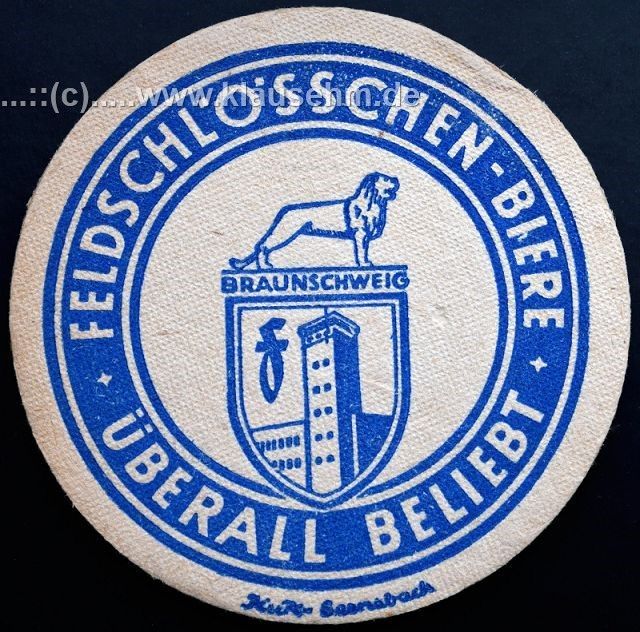 ...::(c).....www.klausehm.de
FELDSCHLÖSSCHEN-BIERE
BRAUNSCHWEIG
ÜBERALL BELIEBT